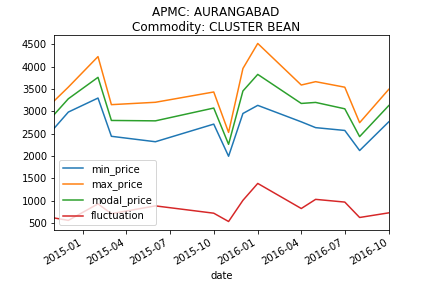 APMC: AURANGABAD
Commodity: CLUSTER BEAN
4500
4000
3500
3000
2500
2000
1500
1000
500
min_price
max_price
modal_price
fluctuation
2015-01
2015-04
2015-07
2015-10
2016-01
2016-04
2016-07
2016-10
date